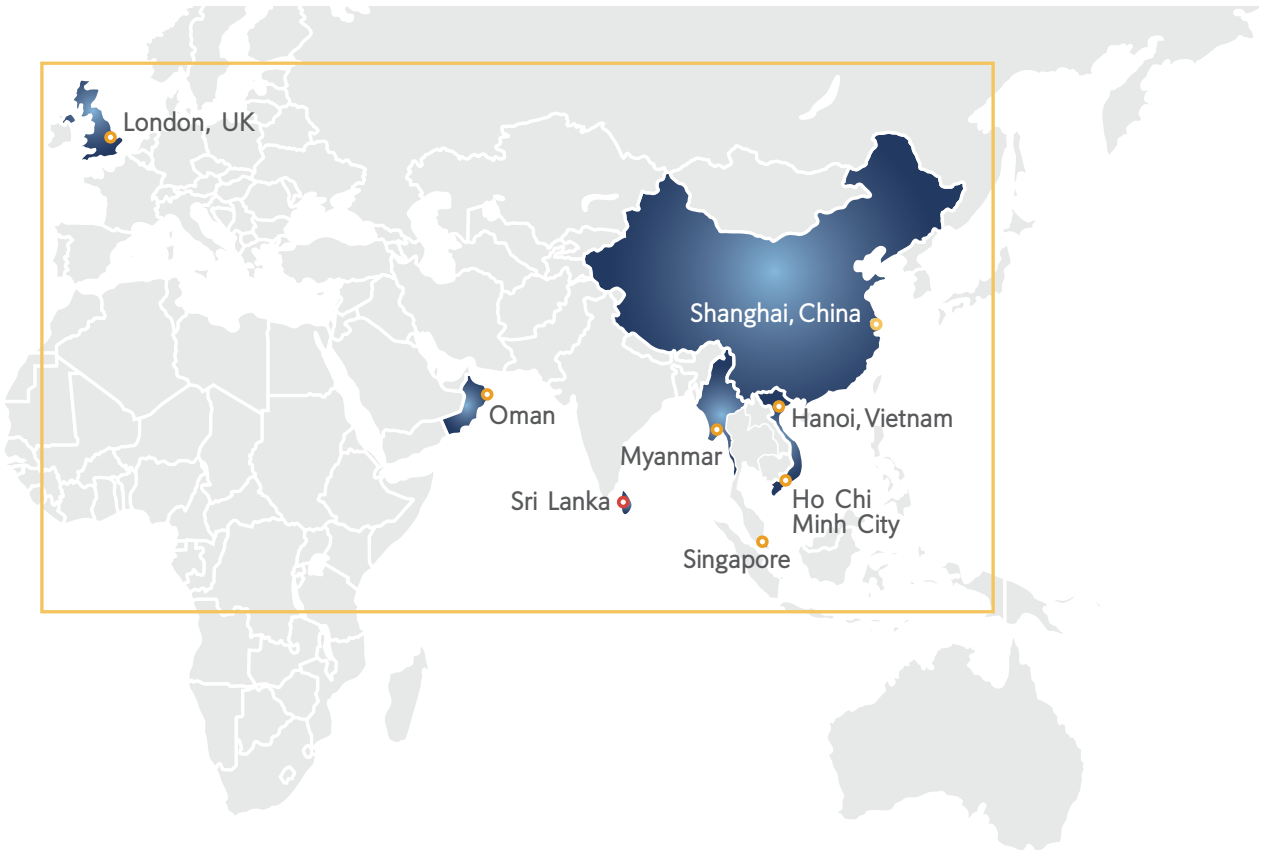 London, UK
Shanghai, China
Oman
Hanoi, Vietnam
Myanmar
Sri Lanka
Ho Chi
Minh City
Singapore